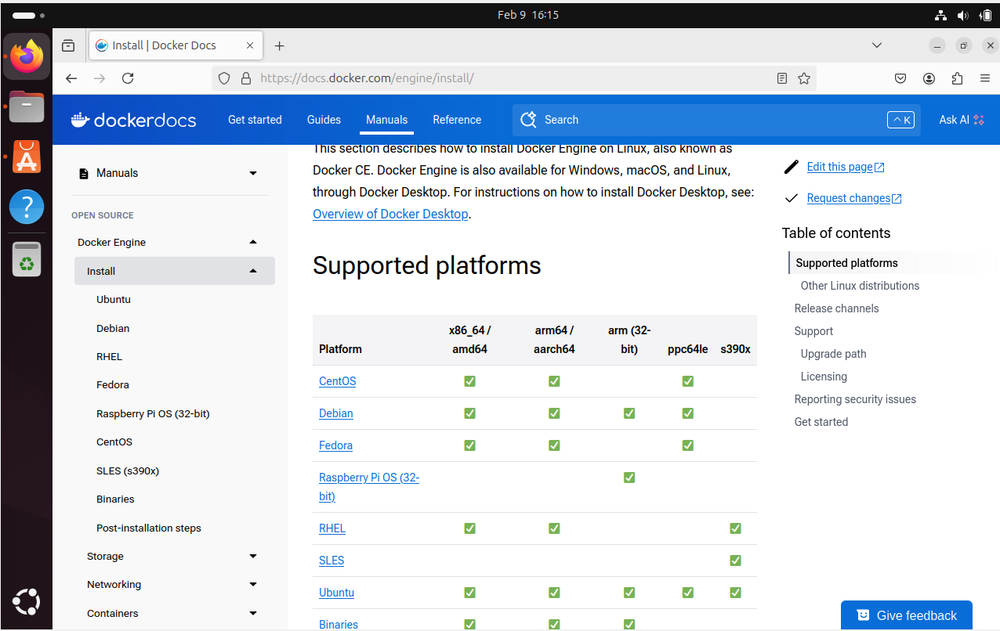 Feb 9 16:15
Install | Docker Docs
https://docs.docker.com/engine/install/
dockerdocs
Get started
Guides
Manuals
Reference
Search
^ K
Ask AI
Manuals
OPEN SOURCE
Docker Engine
Install
Ubuntu
Debian
RHEL
Fedora
Raspberry Pi OS (32-bit)
CentOS
SLES (s390x)
Binaries
Post-installation steps
Storage
Networking
Containers
This section describes how to install Docker Engine on Linux, also known as
Docker CE. Docker Engine is also available for Windows, macOS, and Linux,
through Docker Desktop. For instructions on how to install Docker Desktop, see:
Overview of Docker Desktop.
Supported platforms
Platform x86_64 / amd64 arm64 / aarch64 arm (32-bit) ppc64le s390x
CentOS ✅ ✅ ✅
Debian ✅ ✅ ✅ ✅
Fedora ✅ ✅ ✅
Raspberry Pi OS (32-
bit) ✅
RHEL ✅ ✅ ✅
SLES ✅
Ubuntu ✅ ✅ ✅ ✅ ✅
Binaries ✅ ✅ ✅
Edit this page
Request changes
Table of contents
Supported platforms
Other Linux distributions
Release channels
Support
Upgrade path
Licensing
Reporting security issues
Get started
Give feedback